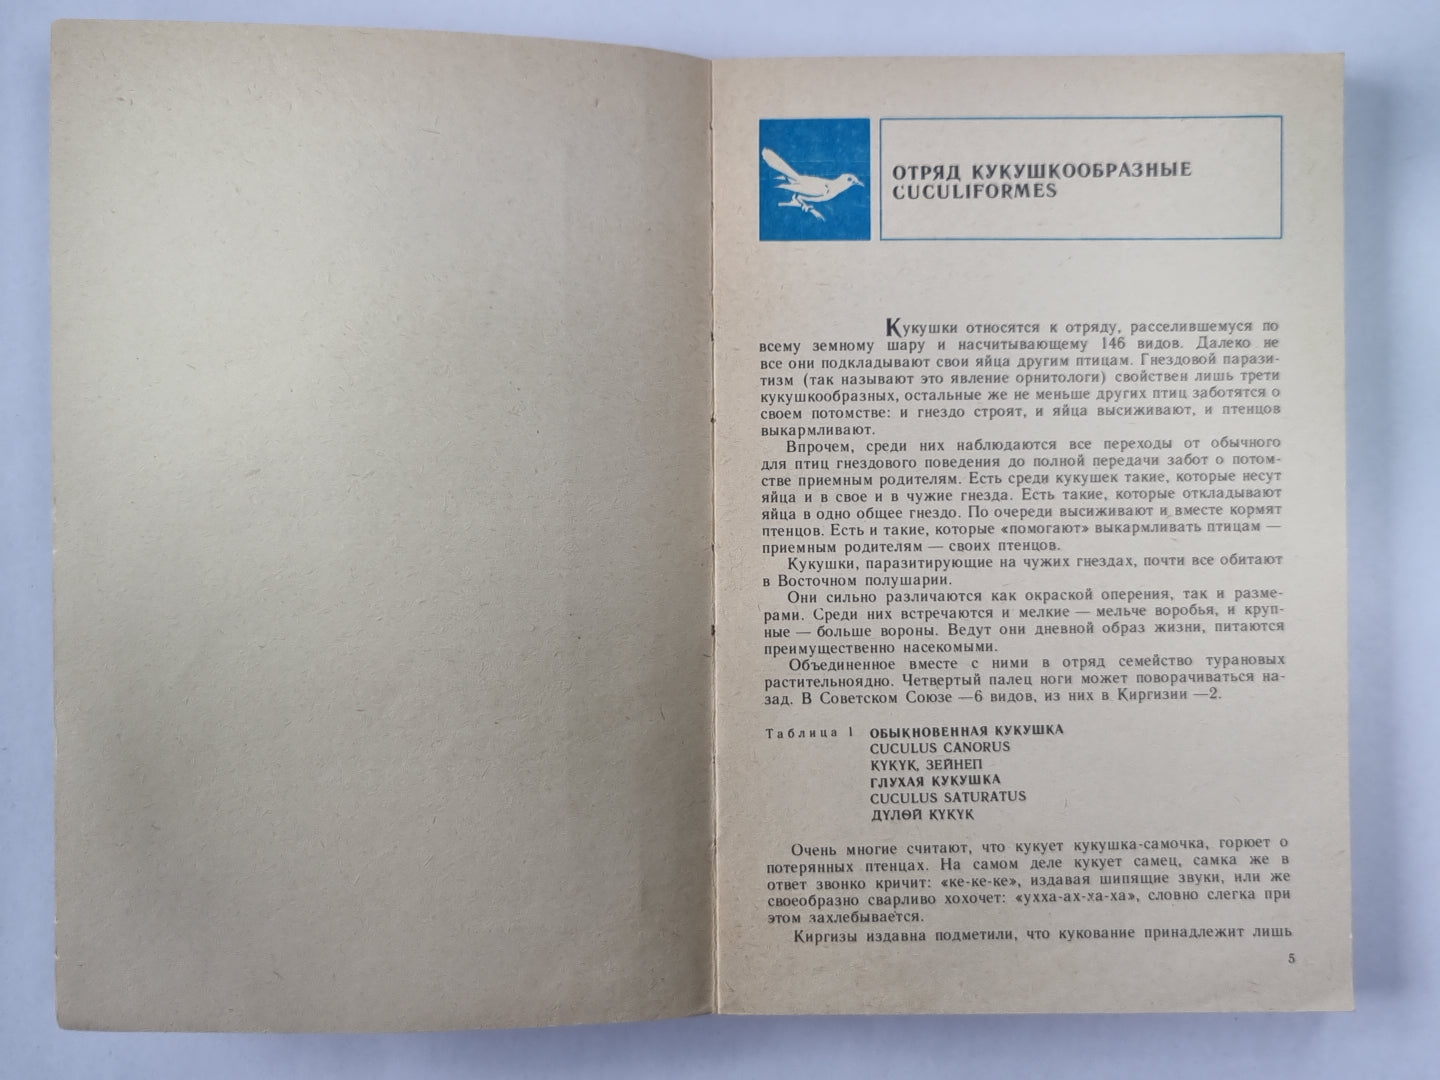 ОТРЯД КУКУШКООБРАЗНЫЕ
CUCULIFORMES
Кукушки относятся к отряду, расселившемуся по
всему земному шару и насчитывающему 146 видов. Далеко не
все они подкладывают свои яйца другим птицам. Гнездовой парази-
тизм (так называют это явление орнитологи) свойствен лишь трети
кукушкообразных, остальные же не меньше других птиц заботятся о
своем потомстве: и гнездо строят, и яйца высиживают, и птенцов
выкармливают.
Впрочем, среди них наблюдаются все переходы от обычного
для птиц гнездового поведения до полной передачи забот о потом-
стве приемным родителям. Есть среди кукушек такие, которые несут
яйца и в свое и в чужие гнезда. Есть такие, которые откладывают
яйца в одно общее гнездо. По очереди высиживают и вместе кормят
птенцов. Есть и такие, которые «помогают» выкармливать птицам —
приемным родителям — своих птенцов.
Кукушки, паразитирующие на чужих гнездах, почти все обитают
в Восточном полушарии.
Они сильно различаются как окраской оперения, так и разме-
рами. Среди них встречаются и мелкие — мельче воробья, и круп-
ные — больше вороны. Ведут они дневной образ жизни, питаются
преимущественно насекомыми.
Объединенное вместе с ними в отряд семейство турановых
растительноядно. Четвертый палец ноги может поворачиваться на-
зад. В Советском Союзе —6 видов, из них в Киргизии —2.
Таблица 1 ОБЫКНОВЕННАЯ КУКУШКА
CUCULUS CANORUS
КҮКҮК, ЗЕЙНЕП
ГЛУХАЯ КУКУШКА
CUCULUS SATURATUS
ДҮЛӨЙ КҮКҮК
Очень многие считают, что кукует кукушка-самочка, горюет о
потерянных птенцах. На самом деле кукует самец, самка же в
ответ звонко кричит: «ке-ке-ке», издавая шипящие звуки, или же
своеобразно сварливо хохочет: «ухха-ах-ха-ха», словно слегка при
этом захлебывается.
Киргизы издавна подметили, что кукование принадлежит лишь
5